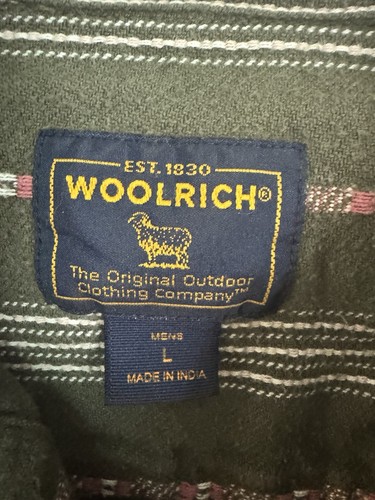 EST. 1830
WOOLRICH®
The Original Outdoor
Clothing Company™
MENS
L
MADE IN INDIA